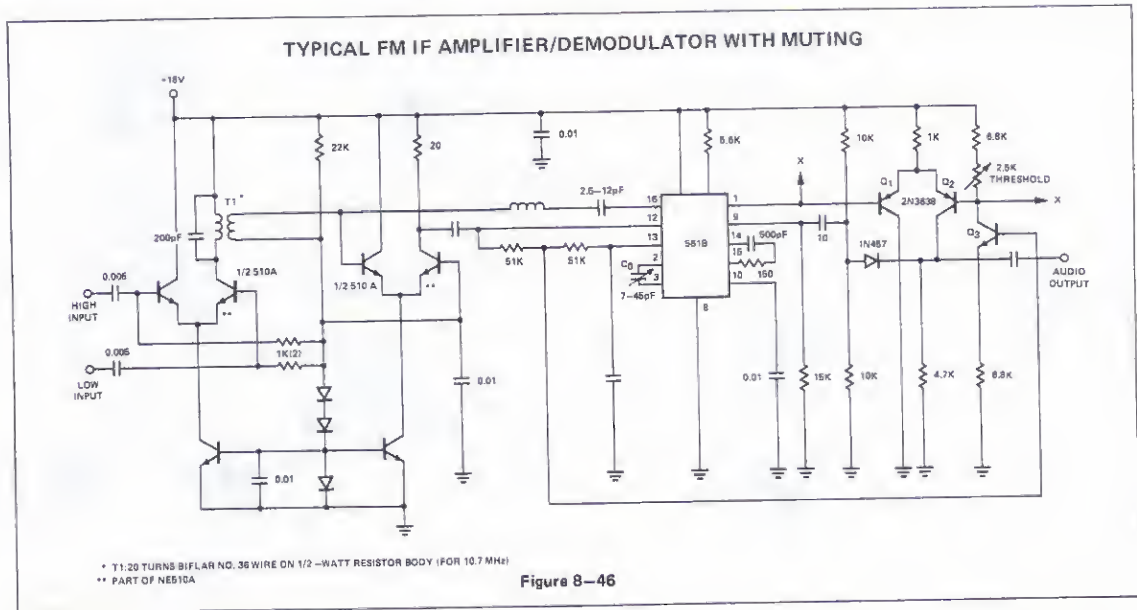 TYPICAL FM IF AMPLIFIER/DEMODULATOR WITH MUTING
+18V
22K
20
0.01
5.6K
10K
1K
6.8K
2.5K
THRESHOLD
X
Q1
Q2
2N3638
Q3
X
T1*
200pF
2.5–12pF
16
12
13
2
3
561B
1
9
14
15
10
8
500pF
150
10
1N457
C0
7–45pF
51K
51K
1/2 510A
**
1/2 510 A
**
0.005
HIGH
INPUT
0.005
LOW
INPUT
1K(2)
0.01
0.01
0.01
15K
10K
4.7K
6.8K
AUDIO
OUTPUT
* T1:20 TURNS BIFLAR NO. 36 WIRE ON 1/2 –WATT RESISTOR BODY (FOR 10.7 MHz)
** PART OF NE510A
Figure 8–46